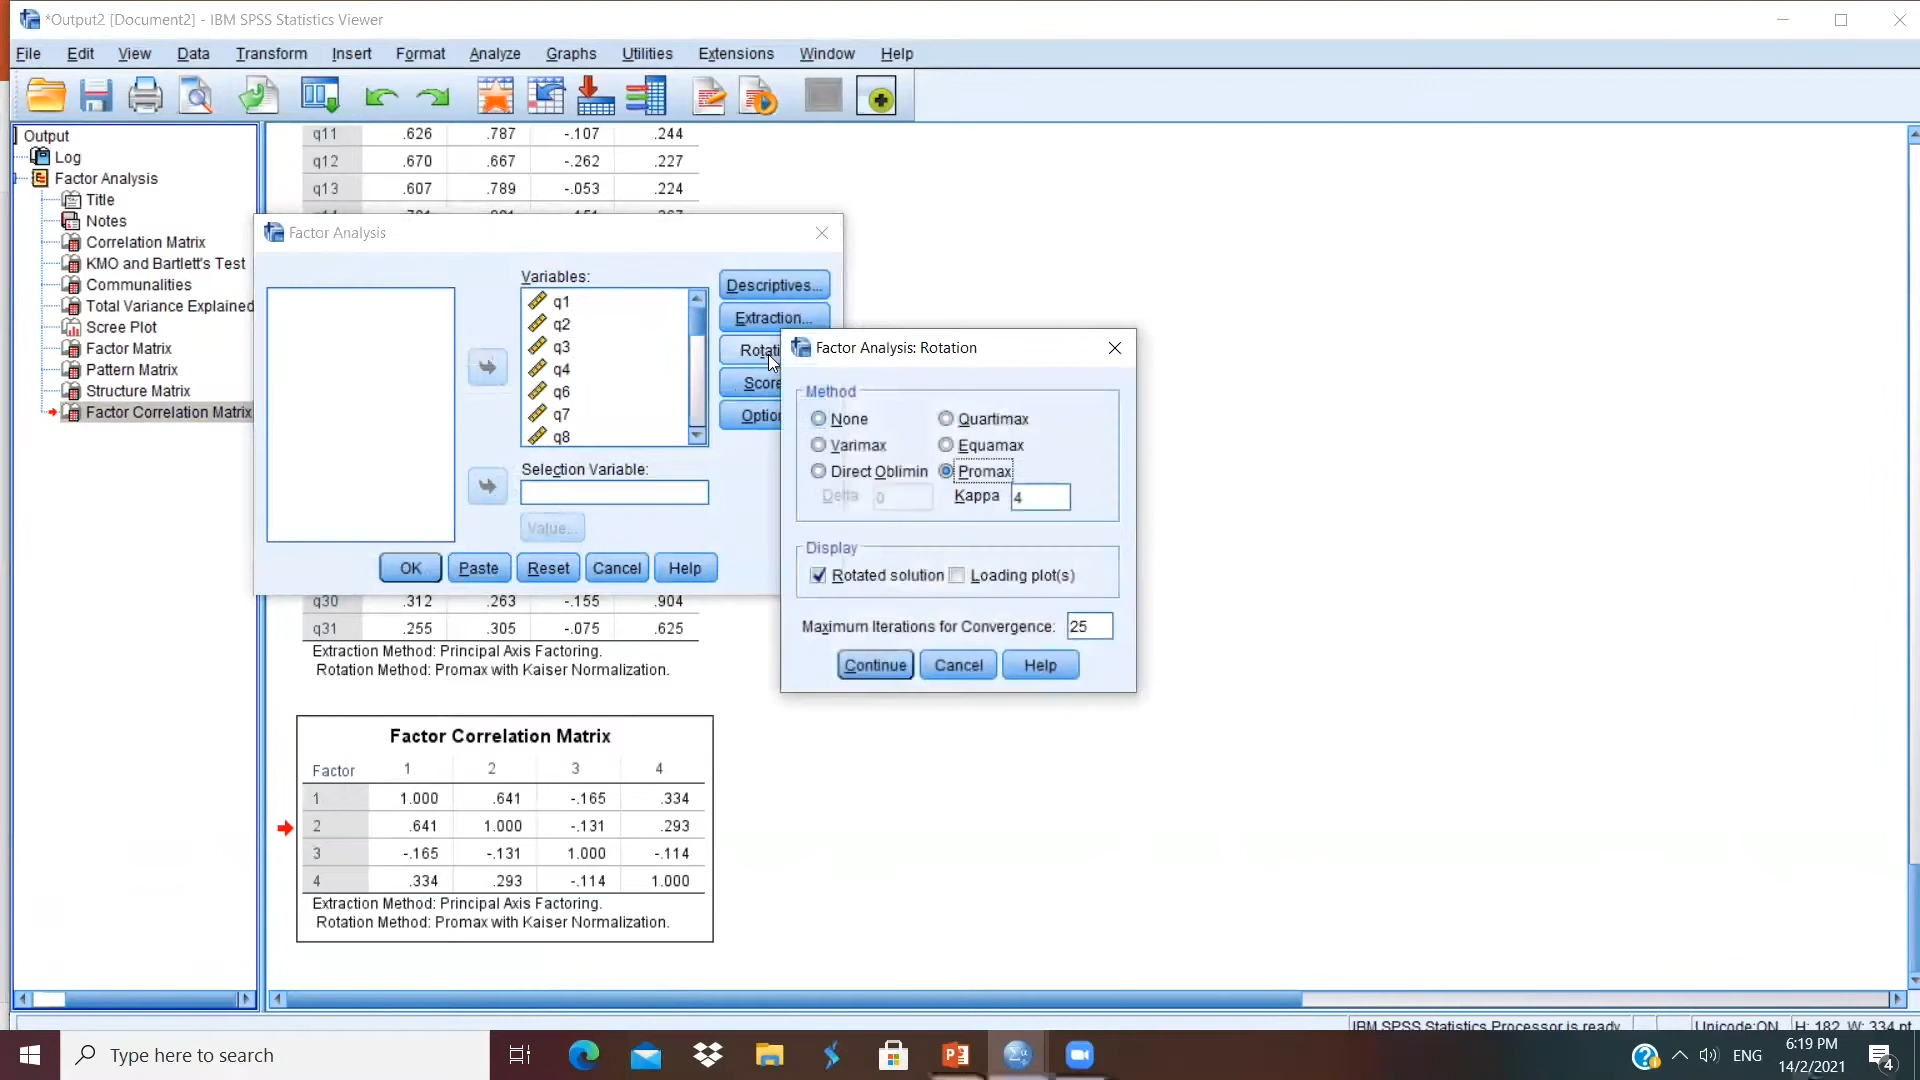 *Output2 [Document2] - IBM SPSS Statistics Viewer
File Edit View Data Transform Insert Format Analyze Graphs Utilities Extensions Window Help
Output
Log
Factor Analysis
Title
Notes
Correlation Matrix
KMO and Bartlett's Test
Communalities
Total Variance Explained
Scree Plot
Factor Matrix
Pattern Matrix
Structure Matrix
Factor Correlation Matrix
q11 .626 .787 -.107 .244
q12 .670 .667 -.262 .227
q13 .607 .789 -.053 .224
Factor Analysis
Variables:
q1
q2
q3
q4
q6
q7
q8
Selection Variable:
Value...
OK Paste Reset Cancel Help
Descriptives...
Extraction...
Rotati
Score
Option
Factor Analysis: Rotation
Method
None Quartimax
Varimax Equamax
Direct Oblimin Promax
Delta 0 Kappa 4
Display
Rotated solution Loading plot(s)
Maximum Iterations for Convergence: 25
Continue Cancel Help
q30 .312 .263 -.155 .904
q31 .255 .305 -.075 .625
Extraction Method: Principal Axis Factoring.
Rotation Method: Promax with Kaiser Normalization.
Factor Correlation Matrix
Factor 1 2 3 4
1 1.000 .641 -.165 .334
2 .641 1.000 -.131 .293
3 -.165 -.131 1.000 -.114
4 .334 .293 -.114 1.000
Extraction Method: Principal Axis Factoring.
Rotation Method: Promax with Kaiser Normalization.
IBM SPSS Statistics Processor is ready Unicode:ON H: 182, W: 334 pt
Type here to search
ENG
6:19 PM
14/2/2021
4